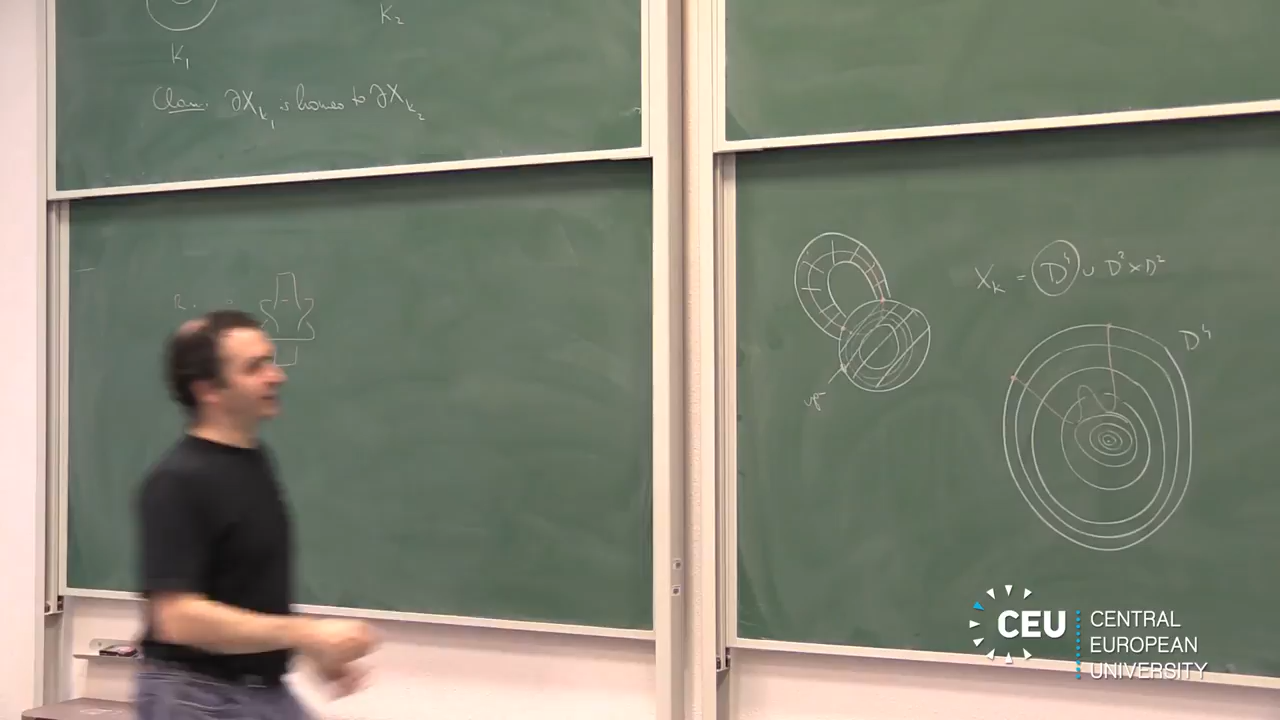 K₁
K₂
Claim. ∂X_{K₁} is homeo to ∂X_{K₂}
X_K = D⁴ ∪ D² × D²
D⁴
CEU
CENTRAL
EUROPEAN
UNIVERSITY